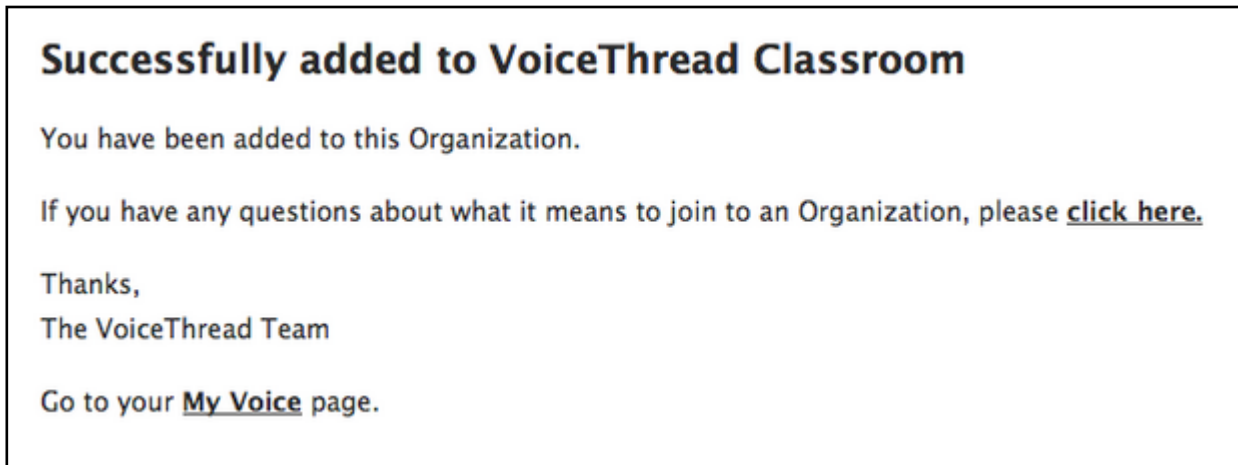 Successfully added to VoiceThread Classroom
You have been added to this Organization.
If you have any questions about what it means to join to an Organization, please click here.
Thanks,
The VoiceThread Team
Go to your My Voice page.